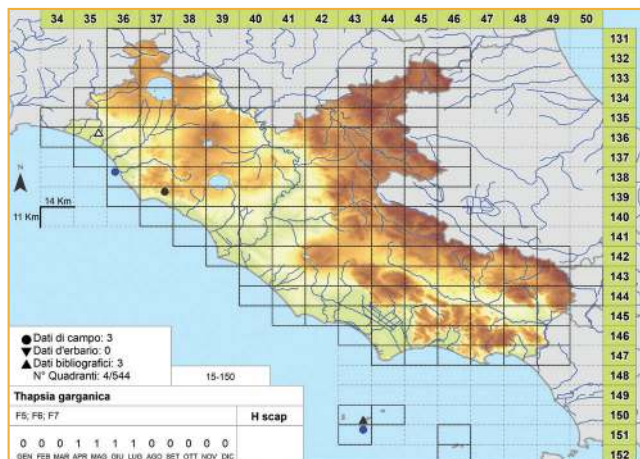 34 35 36 37 38 39 40 41 42 43 44 45 46 47 48 49 50
131
132
133
134
135
136
137
138
139
140
141
142
143
144
145
146
147
148
149
150
151
152
N
14 Km
11 Km
Dati di campo: 3
Dati d'erbario: 0
Dati bibliografici: 3
N° Quadranti: 4/544
15-150
Thapsia garganica
F5; F6; F7
H scap
0 0 0 1 1 1 1 0 0 0 0 0
GEN FEB MAR APR MAG GIU LUG AGO SET OTT NOV DIC